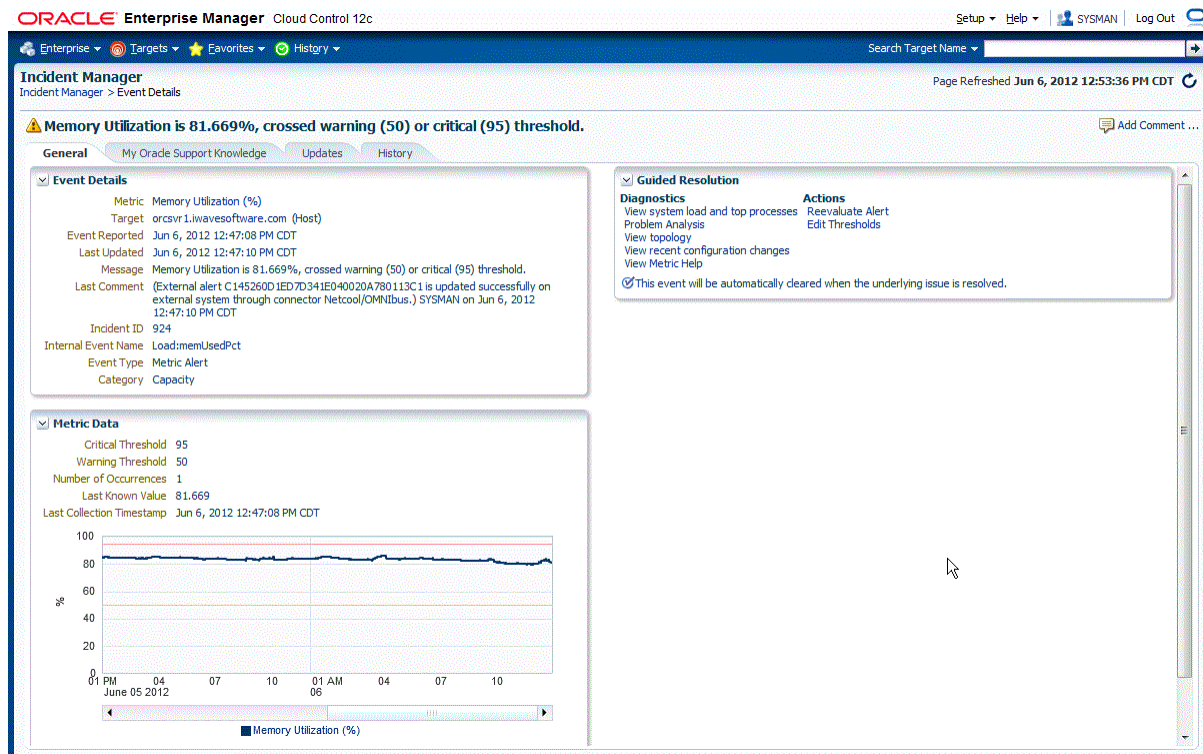 ORACLE Enterprise Manager Cloud Control 12c
Setup Help SYSMAN Log Out
Enterprise Targets Favorites History
Search Target Name
Incident Manager
Page Refreshed Jun 6, 2012 12:53:36 PM CDT
Incident Manager > Event Details
Memory Utilization is 81.669%, crossed warning (50) or critical (95) threshold.
Add Comment ...
General My Oracle Support Knowledge Updates History
Event Details
Metric Memory Utilization (%)
Target orcsvr1.iwavesoftware.com (Host)
Event Reported Jun 6, 2012 12:47:08 PM CDT
Last Updated Jun 6, 2012 12:47:10 PM CDT
Message Memory Utilization is 81.669%, crossed warning (50) or critical (95) threshold.
Last Comment (External alert C145260D1ED7D341E040020A780113C1 is updated successfully on
external system through connector Netcool/OMNIbus.) SYSMAN on Jun 6, 2012
12:47:10 PM CDT
Incident ID 924
Internal Event Name Load:memUsedPct
Event Type Metric Alert
Category Capacity
Guided Resolution
Diagnostics Actions
View system load and top processes Reevaluate Alert
Problem Analysis Edit Thresholds
View topology
View recent configuration changes
View Metric Help
This event will be automatically cleared when the underlying issue is resolved.
Metric Data
Critical Threshold 95
Warning Threshold 50
Number of Occurrences 1
Last Known Value 81.669
Last Collection Timestamp Jun 6, 2012 12:47:08 PM CDT
100
80
60
%
40
20
0
01 PM 04 07 10 01 AM 04 07 10
June 05 2012 06
Memory Utilization (%)